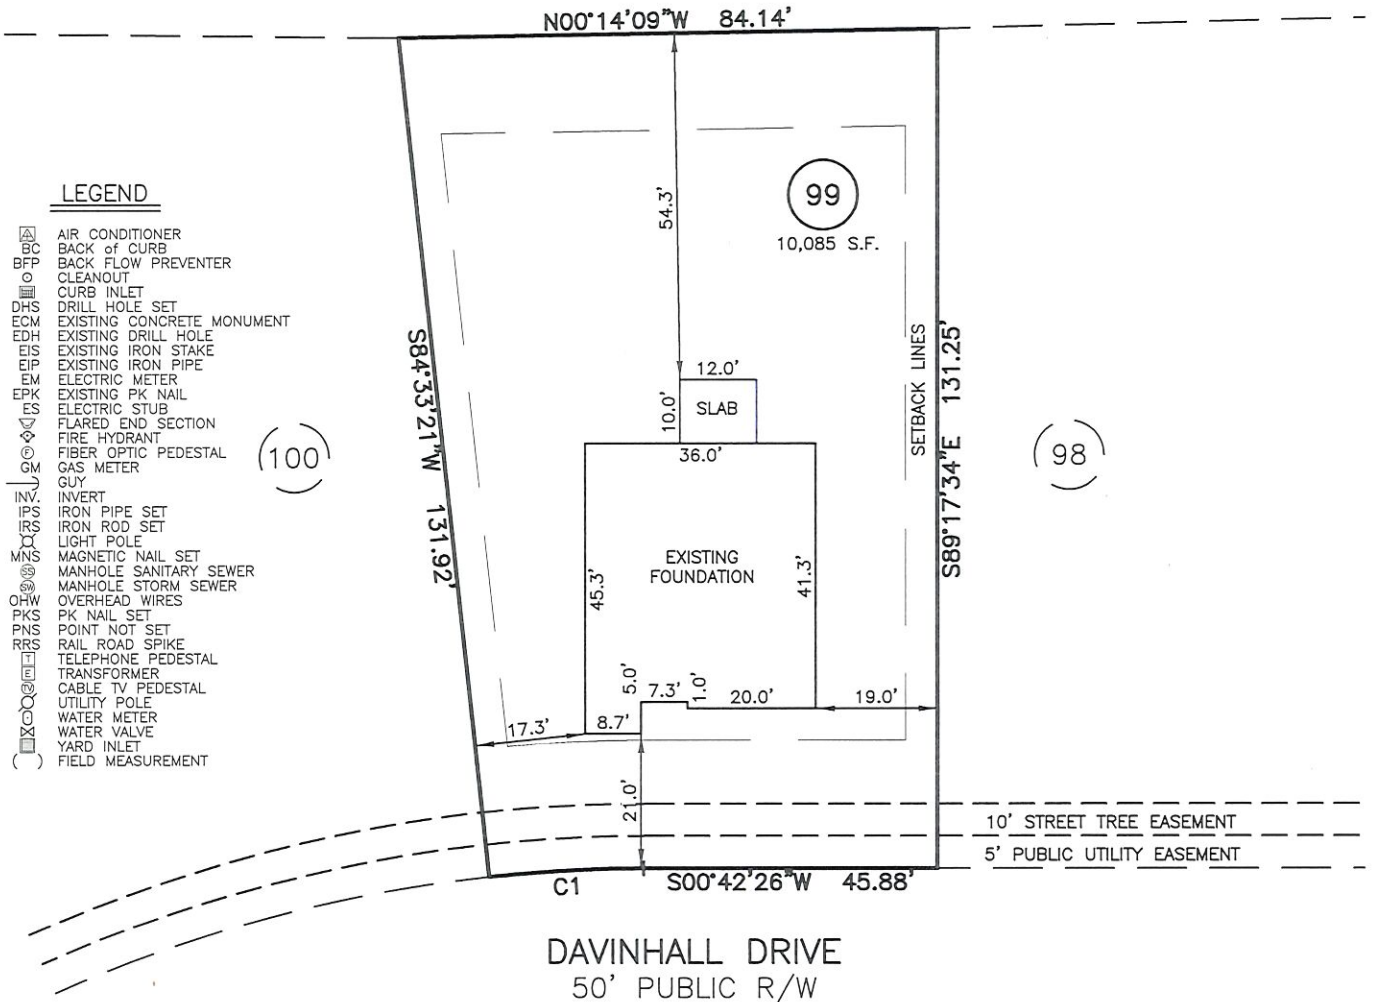 N00°14'09"W 84.14'
54.3'
99
10,085 S.F.
LEGEND
A AIR CONDITIONER
BC BACK of CURB
BFP BACK FLOW PREVENTER
CLEANOUT
CURB INLET
DHS DRILL HOLE SET
ECM EXISTING CONCRETE MONUMENT
EDH EXISTING DRILL HOLE
EIS EXISTING IRON STAKE
EIP EXISTING IRON PIPE
EM ELECTRIC METER
EPK EXISTING PK NAIL
ES ELECTRIC STUB
FLARED END SECTION
FIRE HYDRANT
F FIBER OPTIC PEDESTAL
GM GAS METER
GUY
INV. INVERT
IPS IRON PIPE SET
IRS IRON ROD SET
LIGHT POLE
MNS MAGNETIC NAIL SET
SS MANHOLE SANITARY SEWER
SW MANHOLE STORM SEWER
OHW OVERHEAD WIRES
PKS PK NAIL SET
PNS POINT NOT SET
RRS RAIL ROAD SPIKE
T TELEPHONE PEDESTAL
E TRANSFORMER
TV CABLE TV PEDESTAL
UTILITY POLE
WATER METER
WATER VALVE
YARD INLET
( ) FIELD MEASUREMENT
100
S84°33'21"W 131.92'
12.0'
10.0'
SLAB
36.0'
SETBACK LINES
S89°17'34"E 131.25'
98
EXISTING
FOUNDATION
45.3'
41.3'
5.0'
7.3'
1.0'
20.0'
19.0'
17.3'
8.7'
21.0'
10' STREET TREE EASEMENT
5' PUBLIC UTILITY EASEMENT
C1
S00°42'26"W 45.88'
DAVINHALL DRIVE
50' PUBLIC R/W